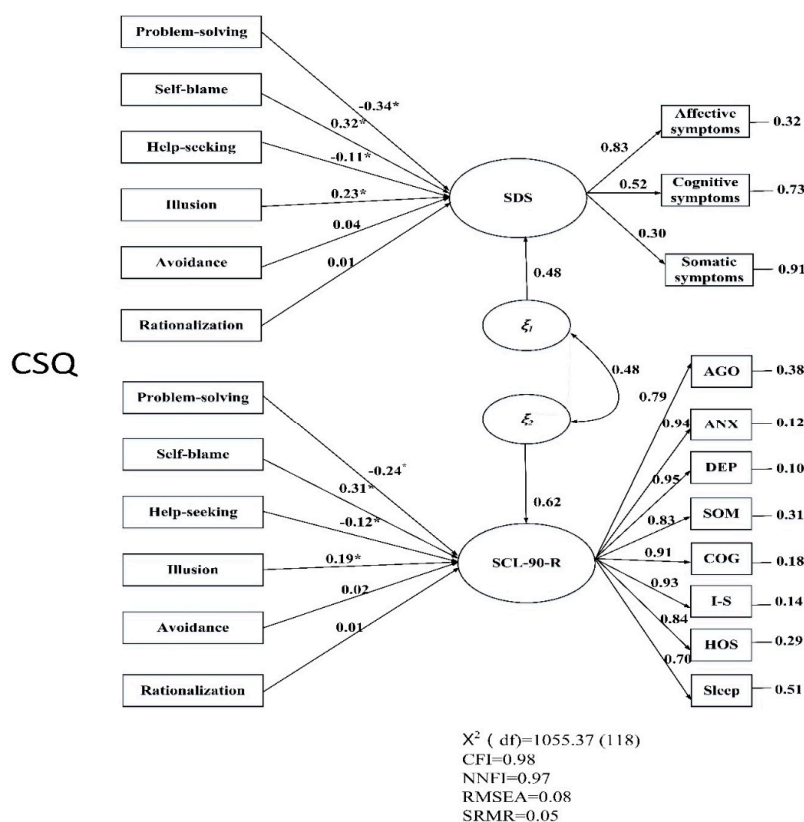 Problem-solving
Self-blame
Help-seeking
Illusion
Avoidance
Rationalization
-0.34*
0.32*
-0.11*
0.23*
0.04
0.01
SDS
0.83
0.52
0.30
Affective
symptoms
0.32
Cognitive
symptoms
0.73
Somatic
symptoms
0.91
0.48
ξ1
0.48
ξ2
0.62
CSQ
Problem-solving
Self-blame
Help-seeking
Illusion
Avoidance
Rationalization
-0.24*
0.31*
-0.12*
0.19*
0.02
0.01
SCL-90-R
0.79
0.94
0.95
0.83
0.91
0.93
0.84
0.70
AGO
0.38
ANX
0.12
DEP
0.10
SOM
0.31
COG
0.18
I-S
0.14
HOS
0.29
Sleep
0.51
X² ( df)=1055.37 (118)
CFI=0.98
NNFI=0.97
RMSEA=0.08
SRMR=0.05